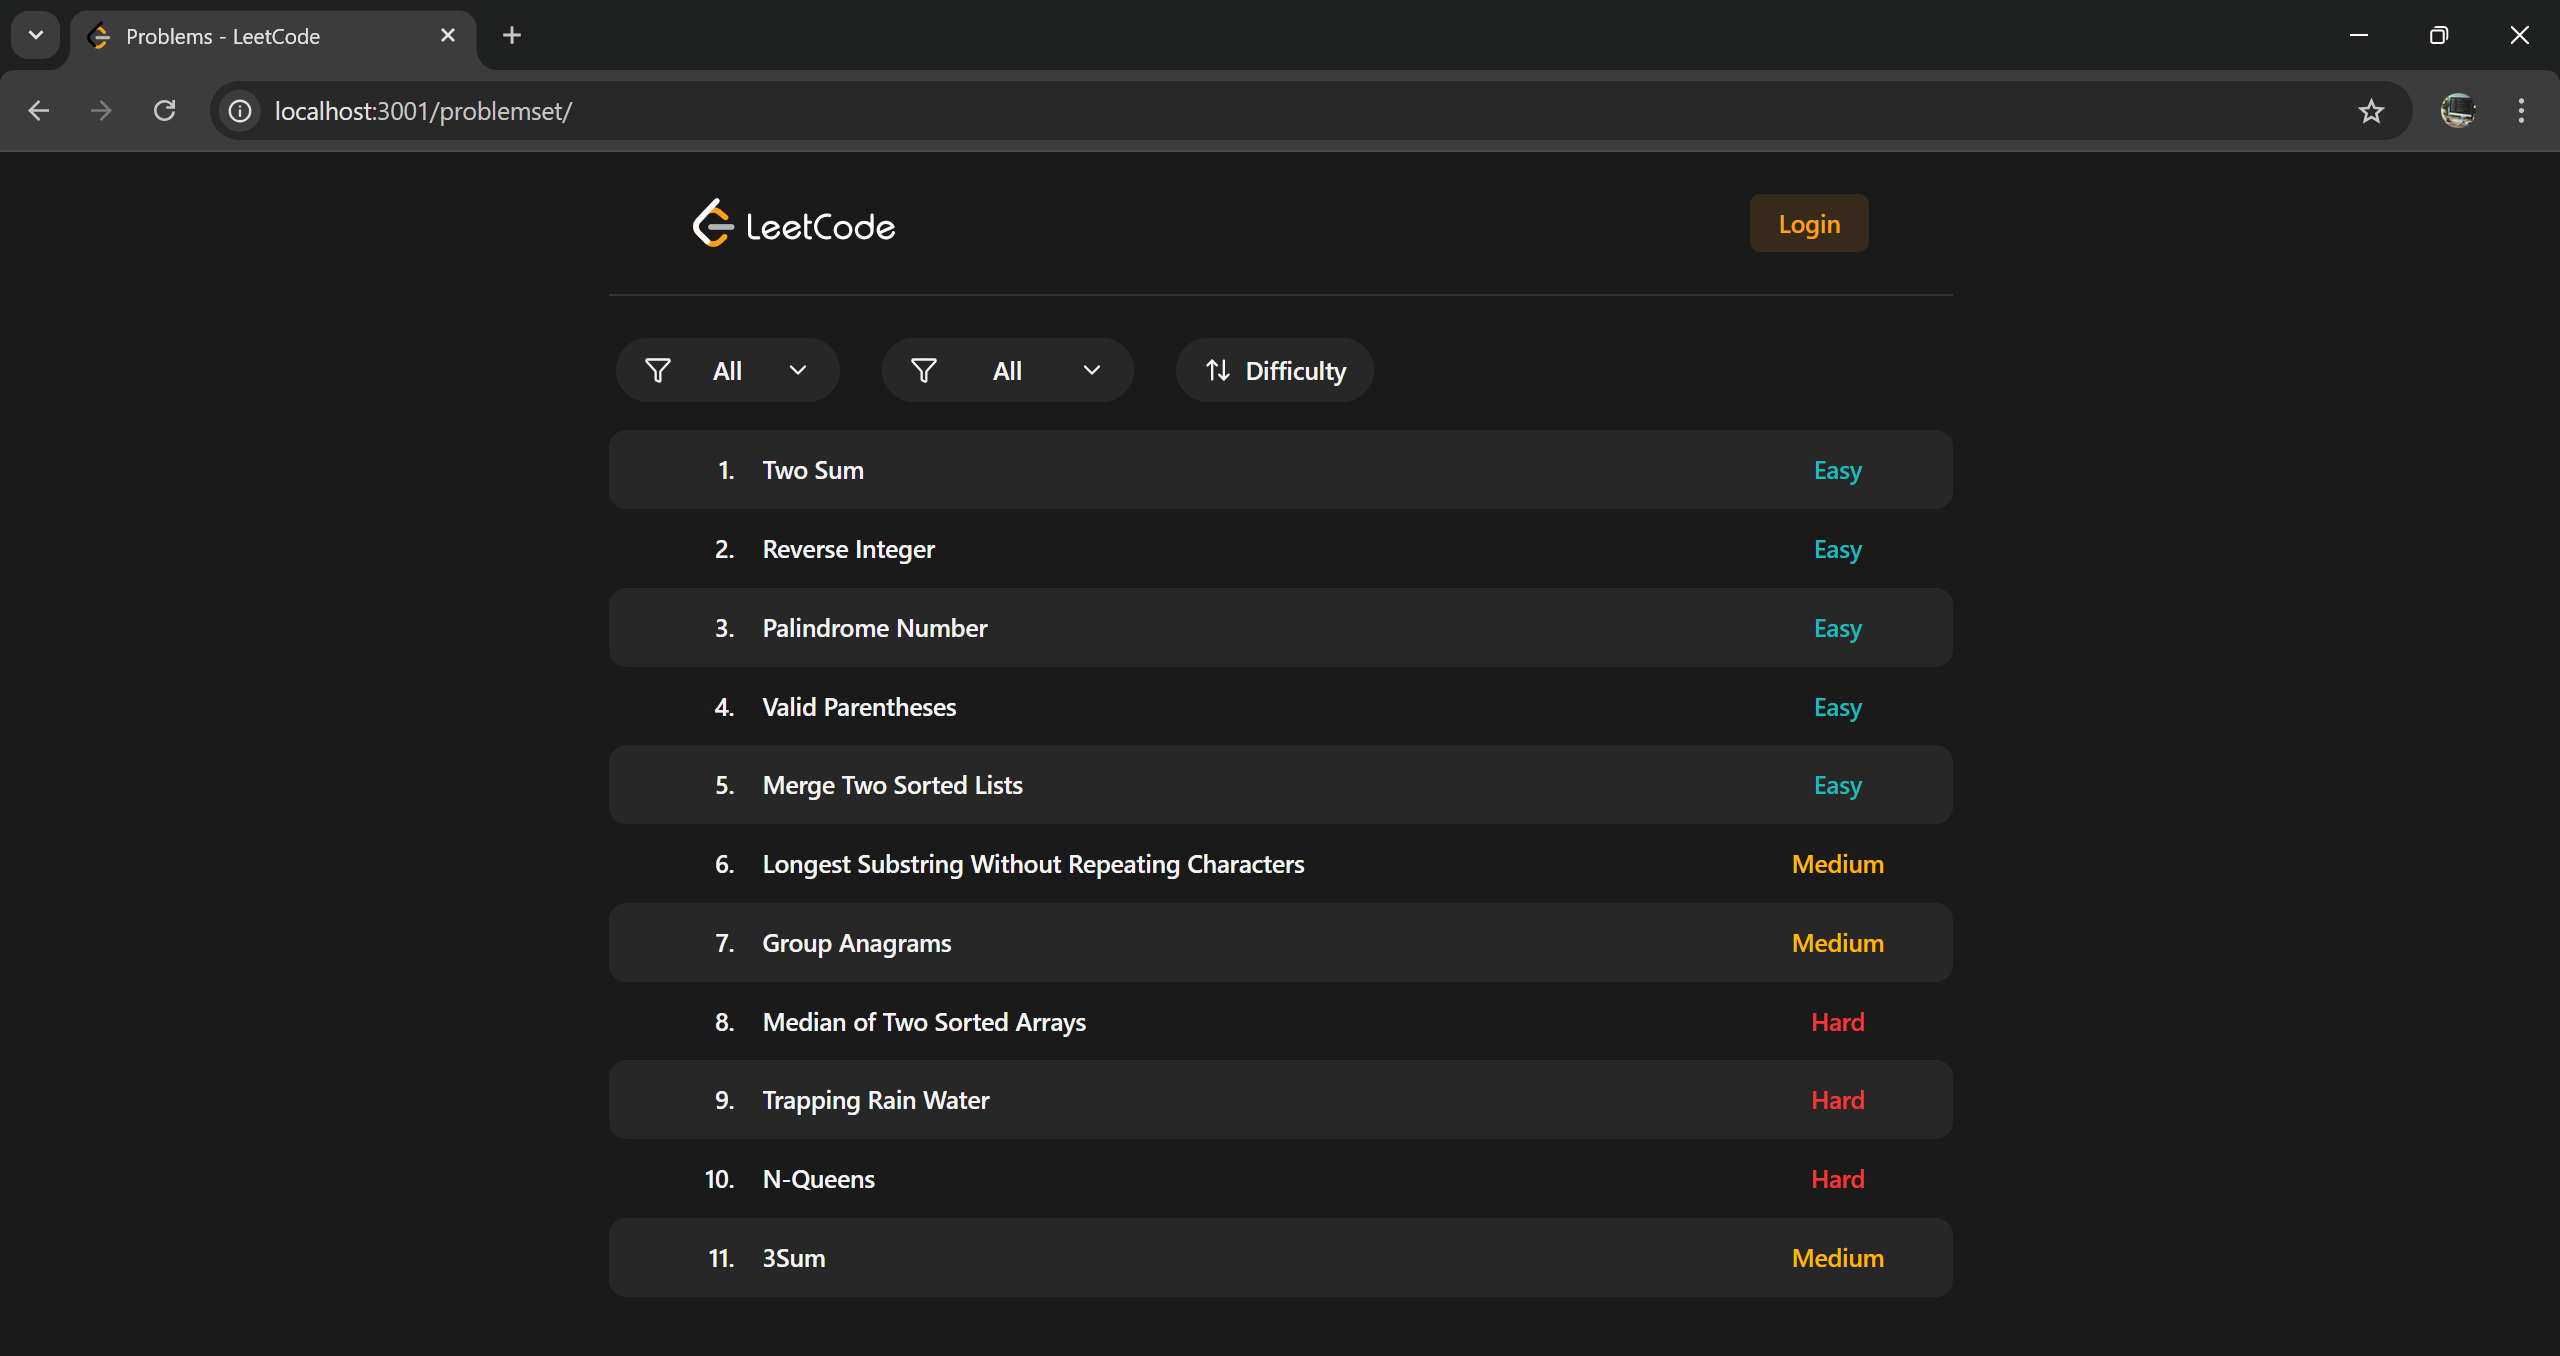 Problems - LeetCode
localhost:3001/problemset/
LeetCode
Login
All
All
Difficulty
1. Two Sum Easy
2. Reverse Integer Easy
3. Palindrome Number Easy
4. Valid Parentheses Easy
5. Merge Two Sorted Lists Easy
6. Longest Substring Without Repeating Characters Medium
7. Group Anagrams Medium
8. Median of Two Sorted Arrays Hard
9. Trapping Rain Water Hard
10. N-Queens Hard
11. 3Sum Medium